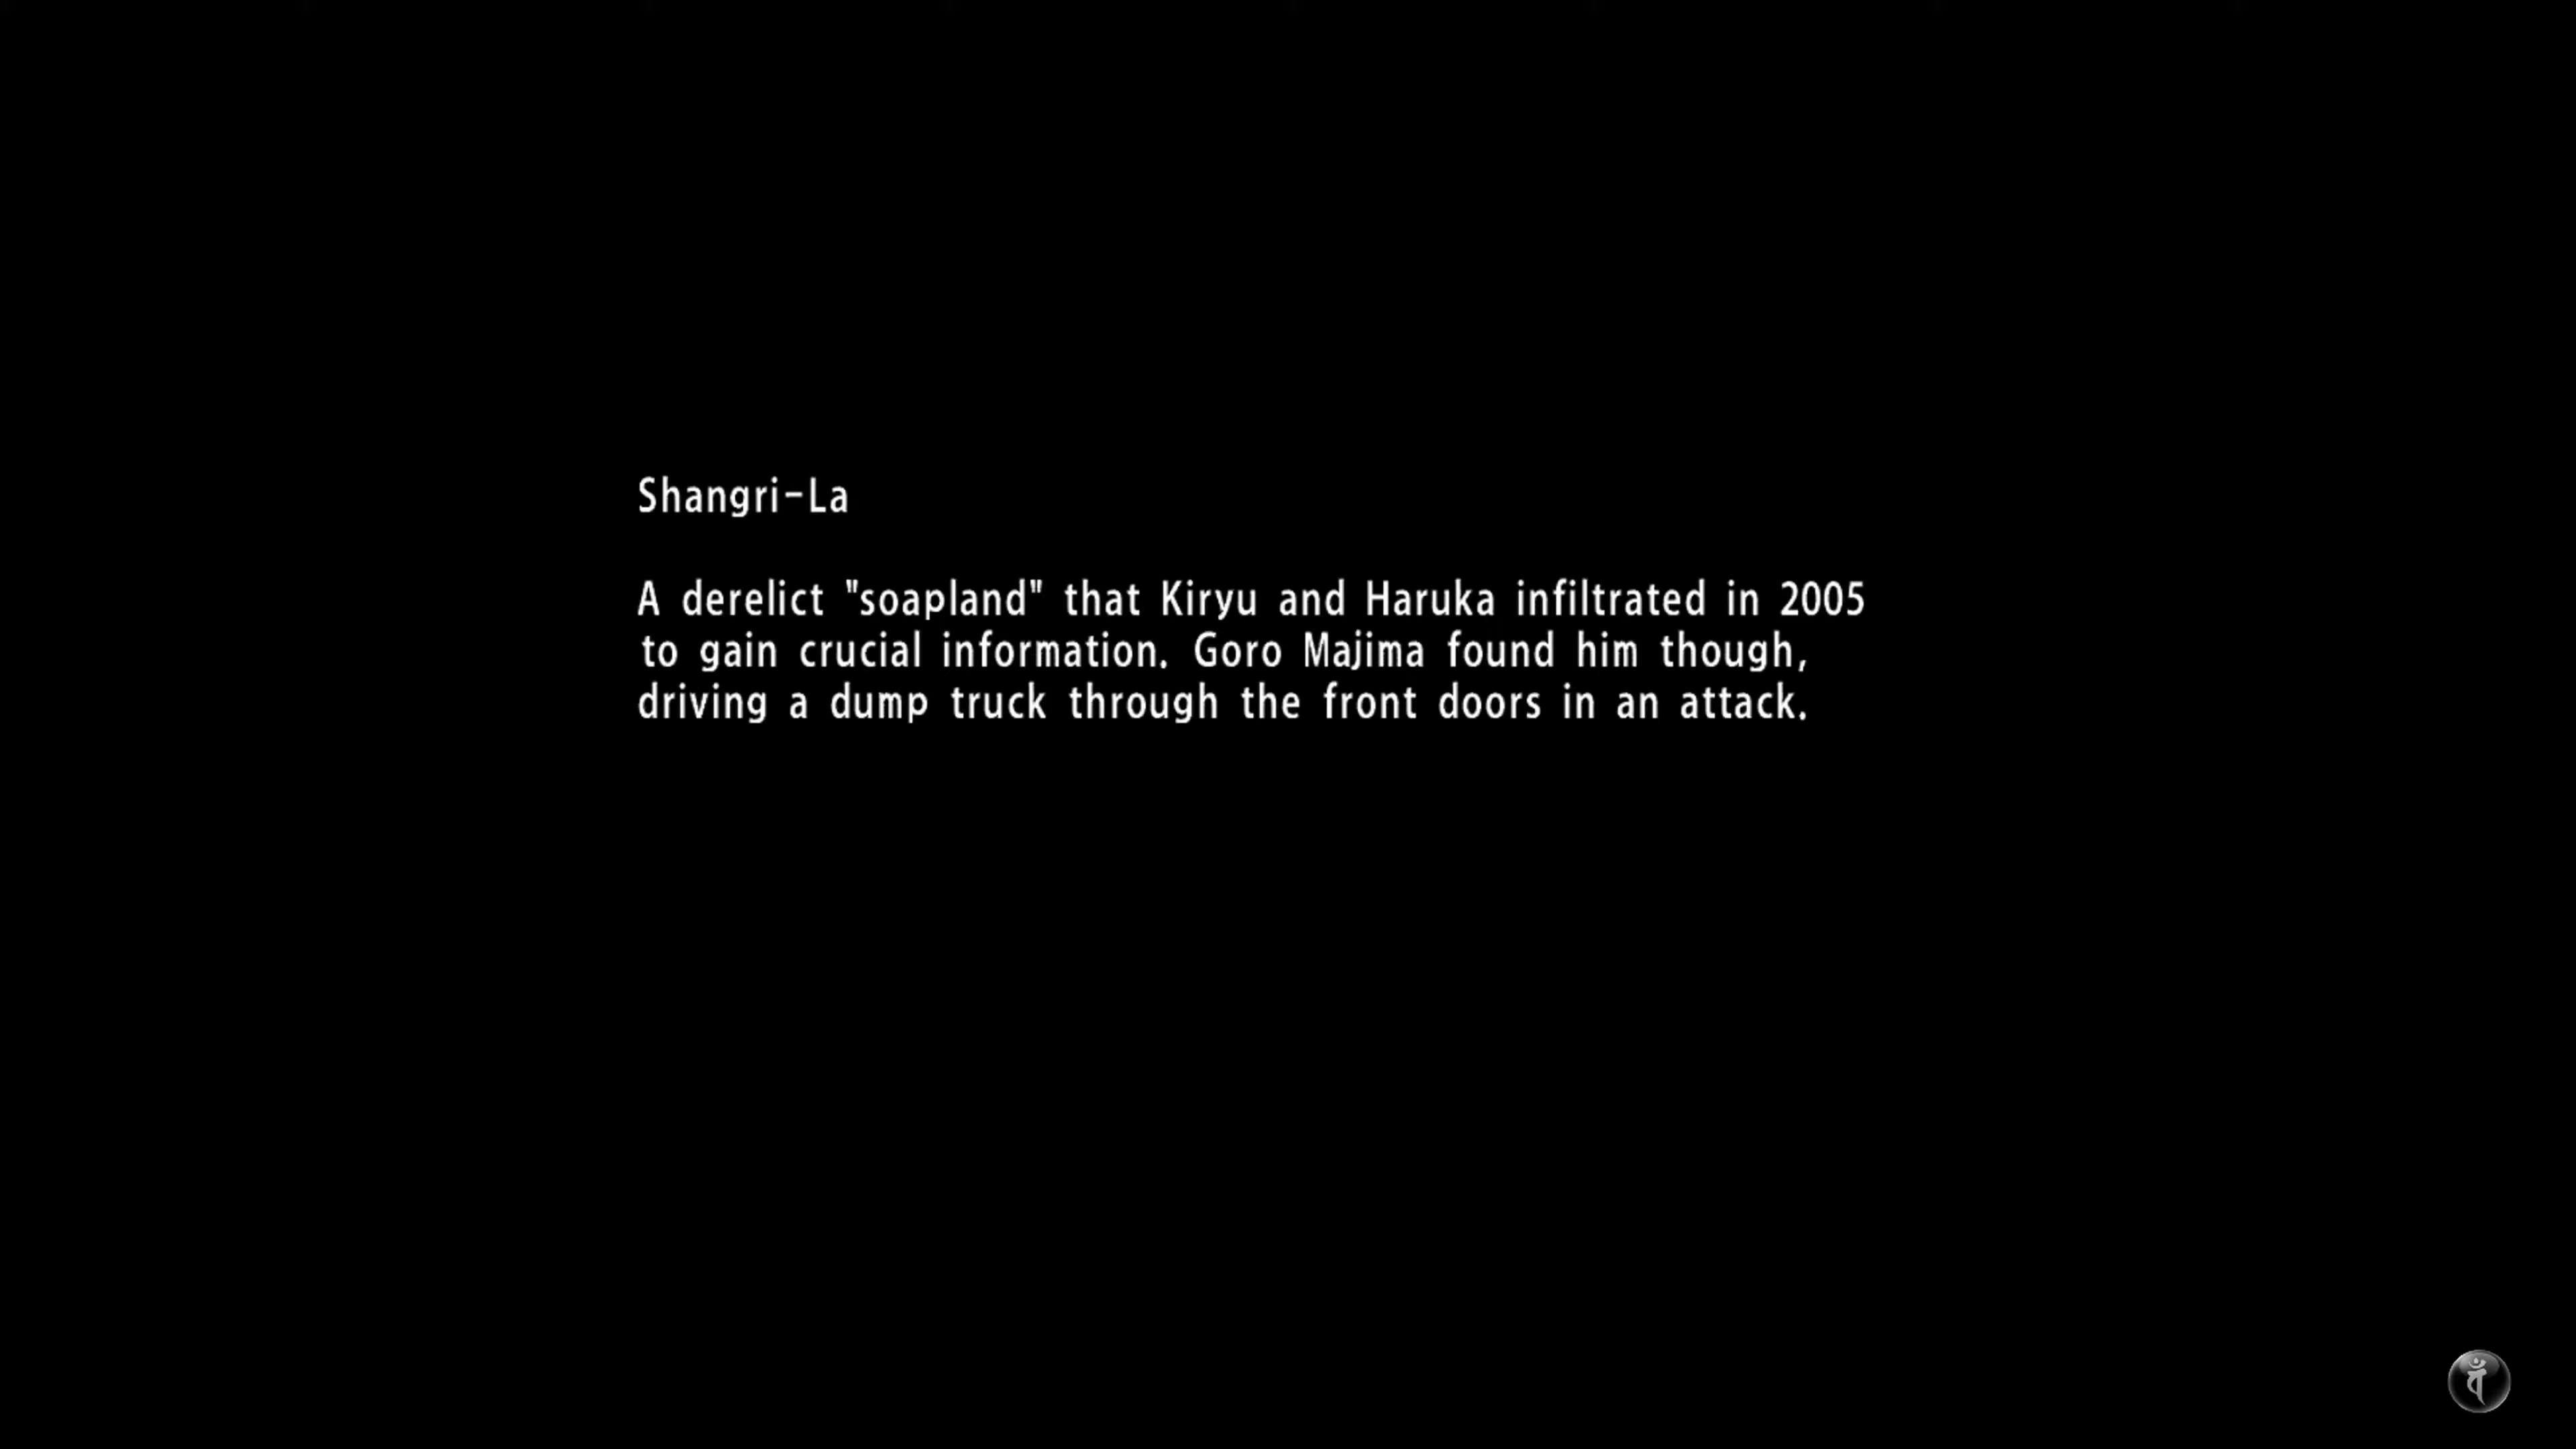 Shangri-La
A derelict "soapland" that Kiryu and Haruka infiltrated in 2005
to gain crucial information. Goro Majima found him though,
driving a dump truck through the front doors in an attack.